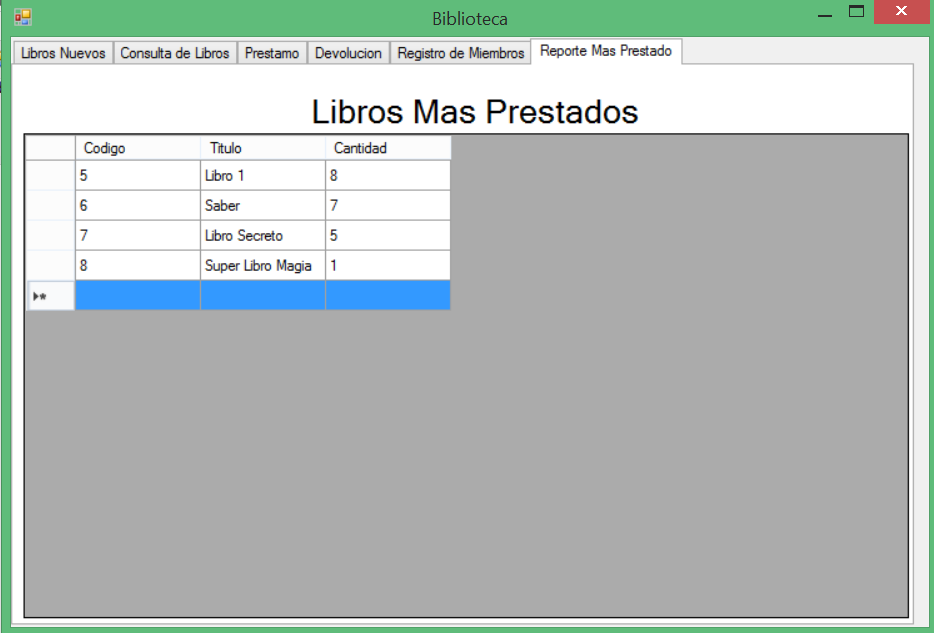 Biblioteca
Libros Nuevos Consulta de Libros Prestamo Devolucion Registro de Miembros Reporte Mas Prestado
Libros Mas Prestados
Codigo Titulo Cantidad
5 Libro 1 8
6 Saber 7
7 Libro Secreto 5
8 Super Libro Magia 1